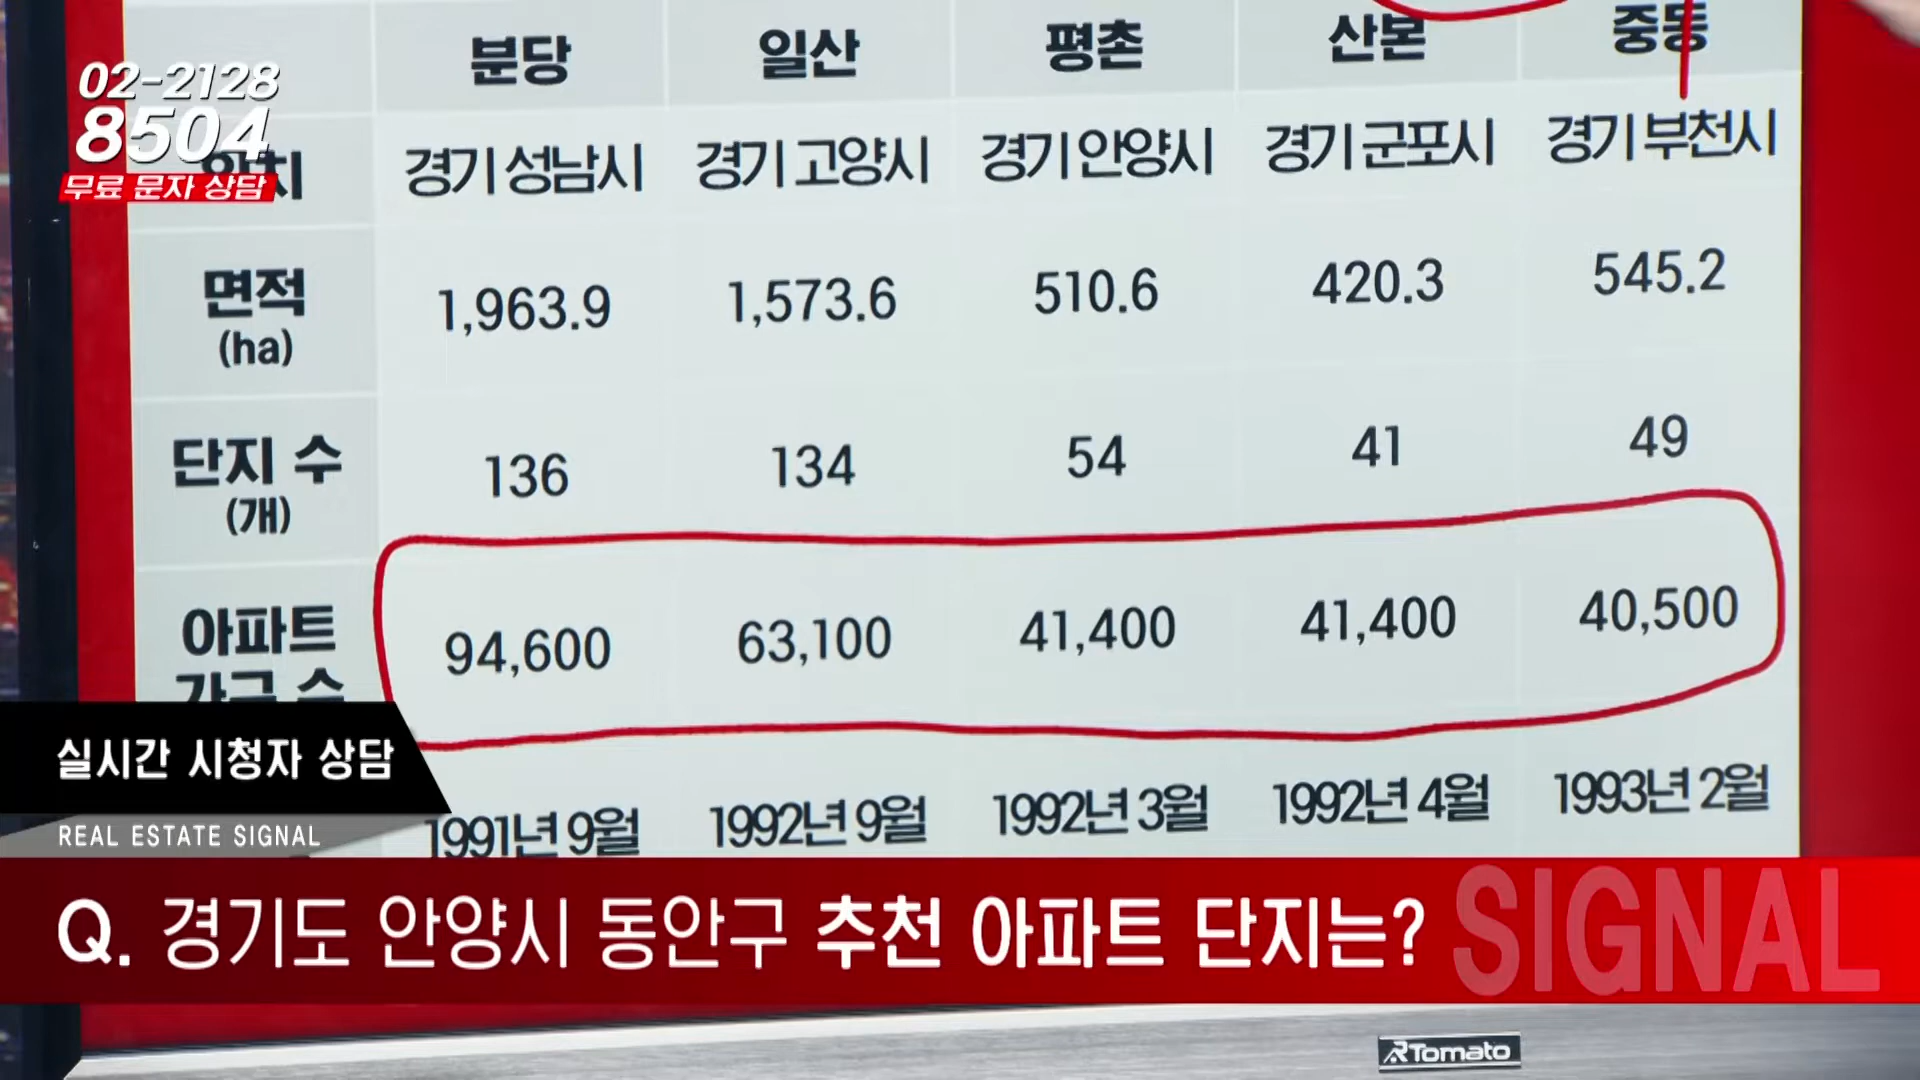 분당 일산 평촌 산본 중동
02-2128
8504
무료 문자 상담
경기 성남시 경기 고양시 경기 안양시 경기 군포시 경기 부천시
면적
(ha)
1,963.9 1,573.6 510.6 420.3 545.2
단지 수
(개)
136 134 54 41 49
아파트
94,600 63,100 41,400 41,400 40,500
실시간 시청자 상담
REAL ESTATE SIGNAL
1991년 9월 1992년 9월 1992년 3월 1992년 4월 1993년 2월
Q. 경기도 안양시 동안구 추천 아파트 단지는?
SIGNAL
RTomato